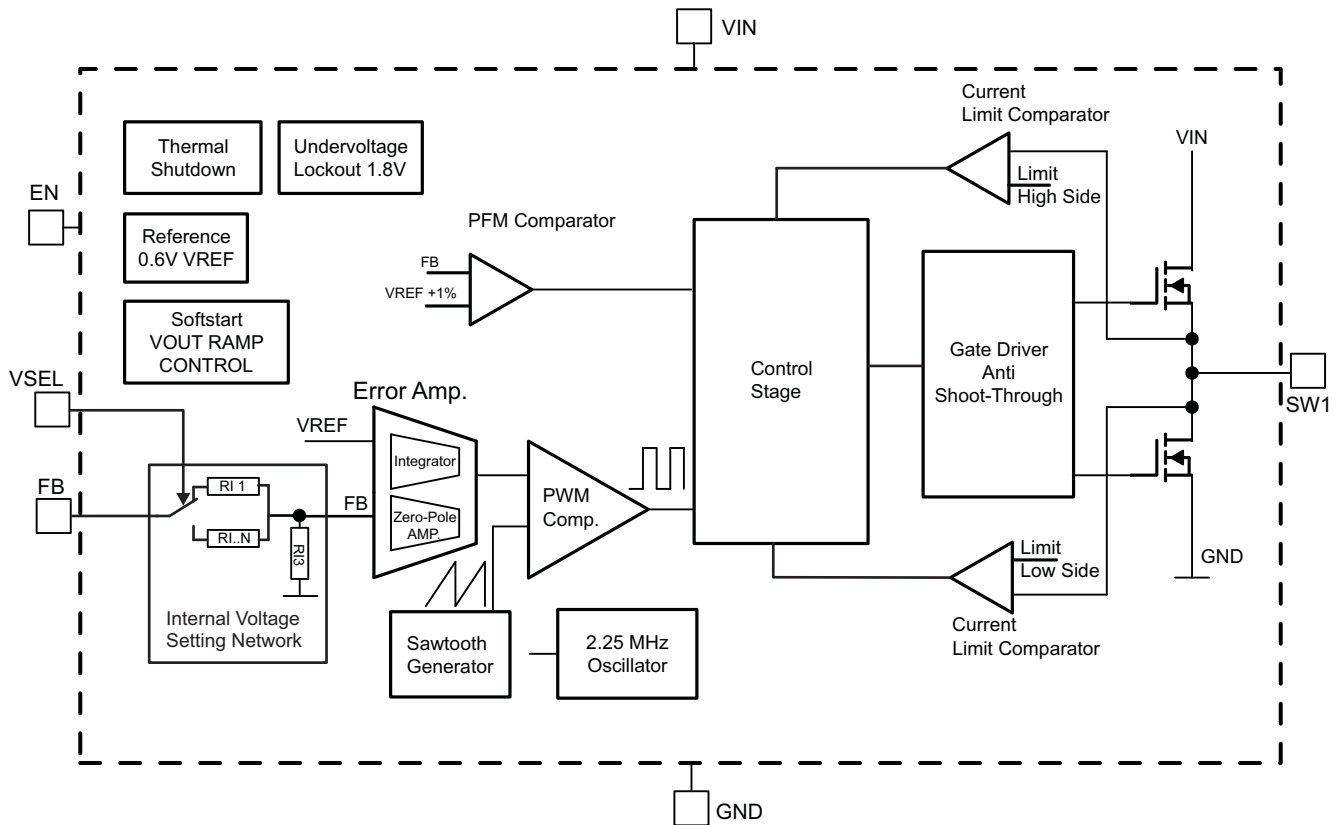 VIN
Current
Limit Comparator
Thermal
Shutdown
Undervoltage
Lockout 1.8V
VIN
Limit
High Side
EN
PFM Comparator
Reference
0.6V VREF
FB
VREF +1%
Softstart
VOUT RAMP
CONTROL
Control
Stage
Gate Driver
Anti
Shoot-Through
VSEL
Error Amp.
SW1
VREF
Integrator
FB
RI 1
FB
Zero-Pole
AMP.
PWM
Comp.
RI..N
RI3
Limit
Low Side
GND
Internal Voltage
Setting Network
Sawtooth
Generator
2.25 MHz
Oscillator
Current
Limit Comparator
GND